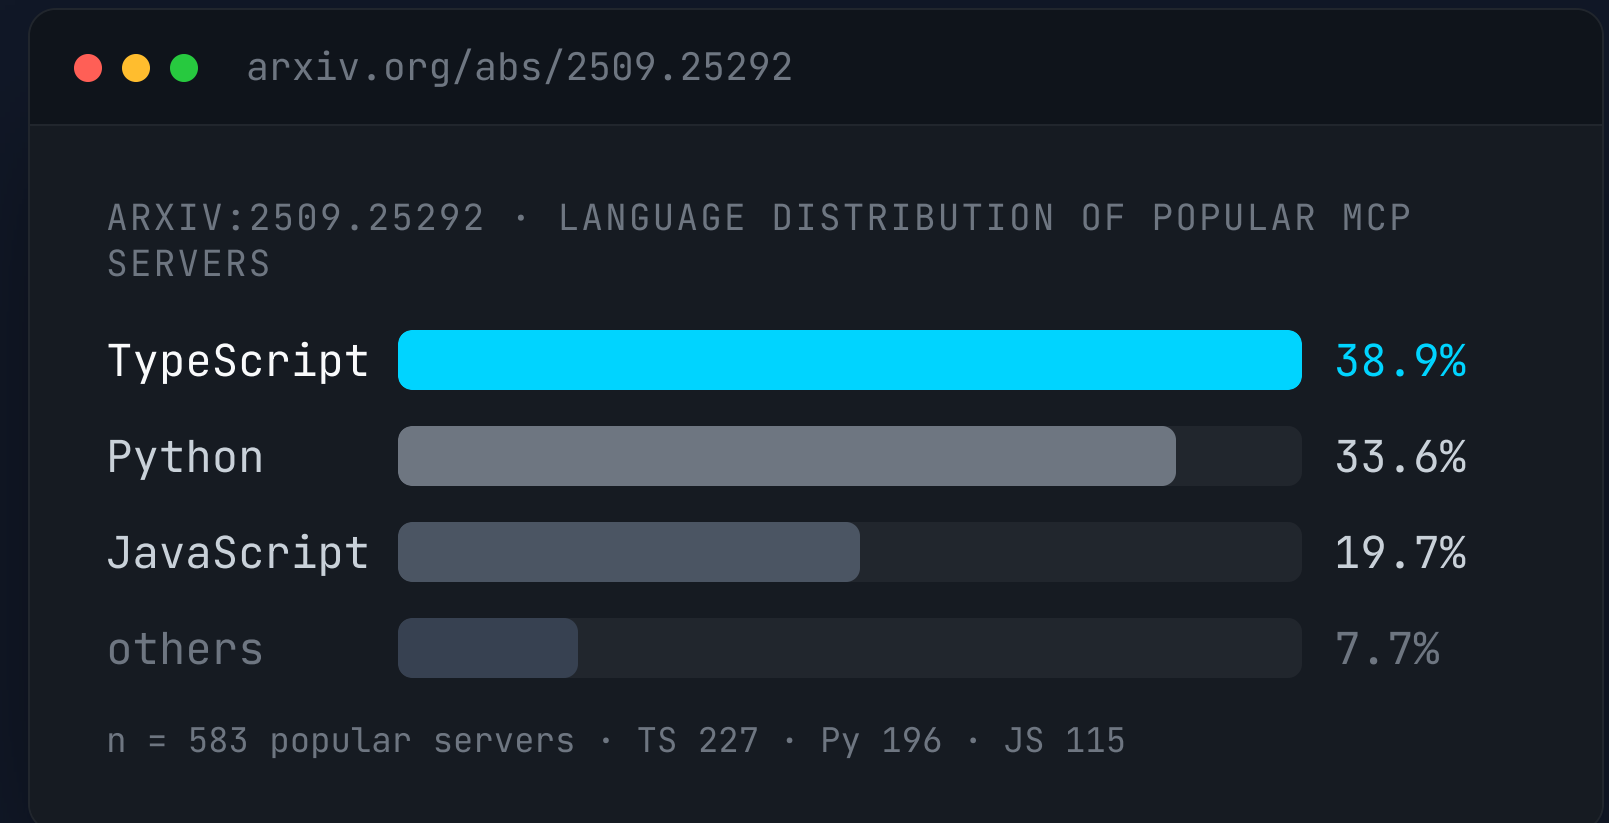 arxiv.org/abs/2509.25292
ARXIV:2509.25292 · LANGUAGE DISTRIBUTION OF POPULAR MCP
SERVERS
TypeScript 38.9%
Python 33.6%
JavaScript 19.7%
others 7.7%
n = 583 popular servers · TS 227 · Py 196 · JS 115